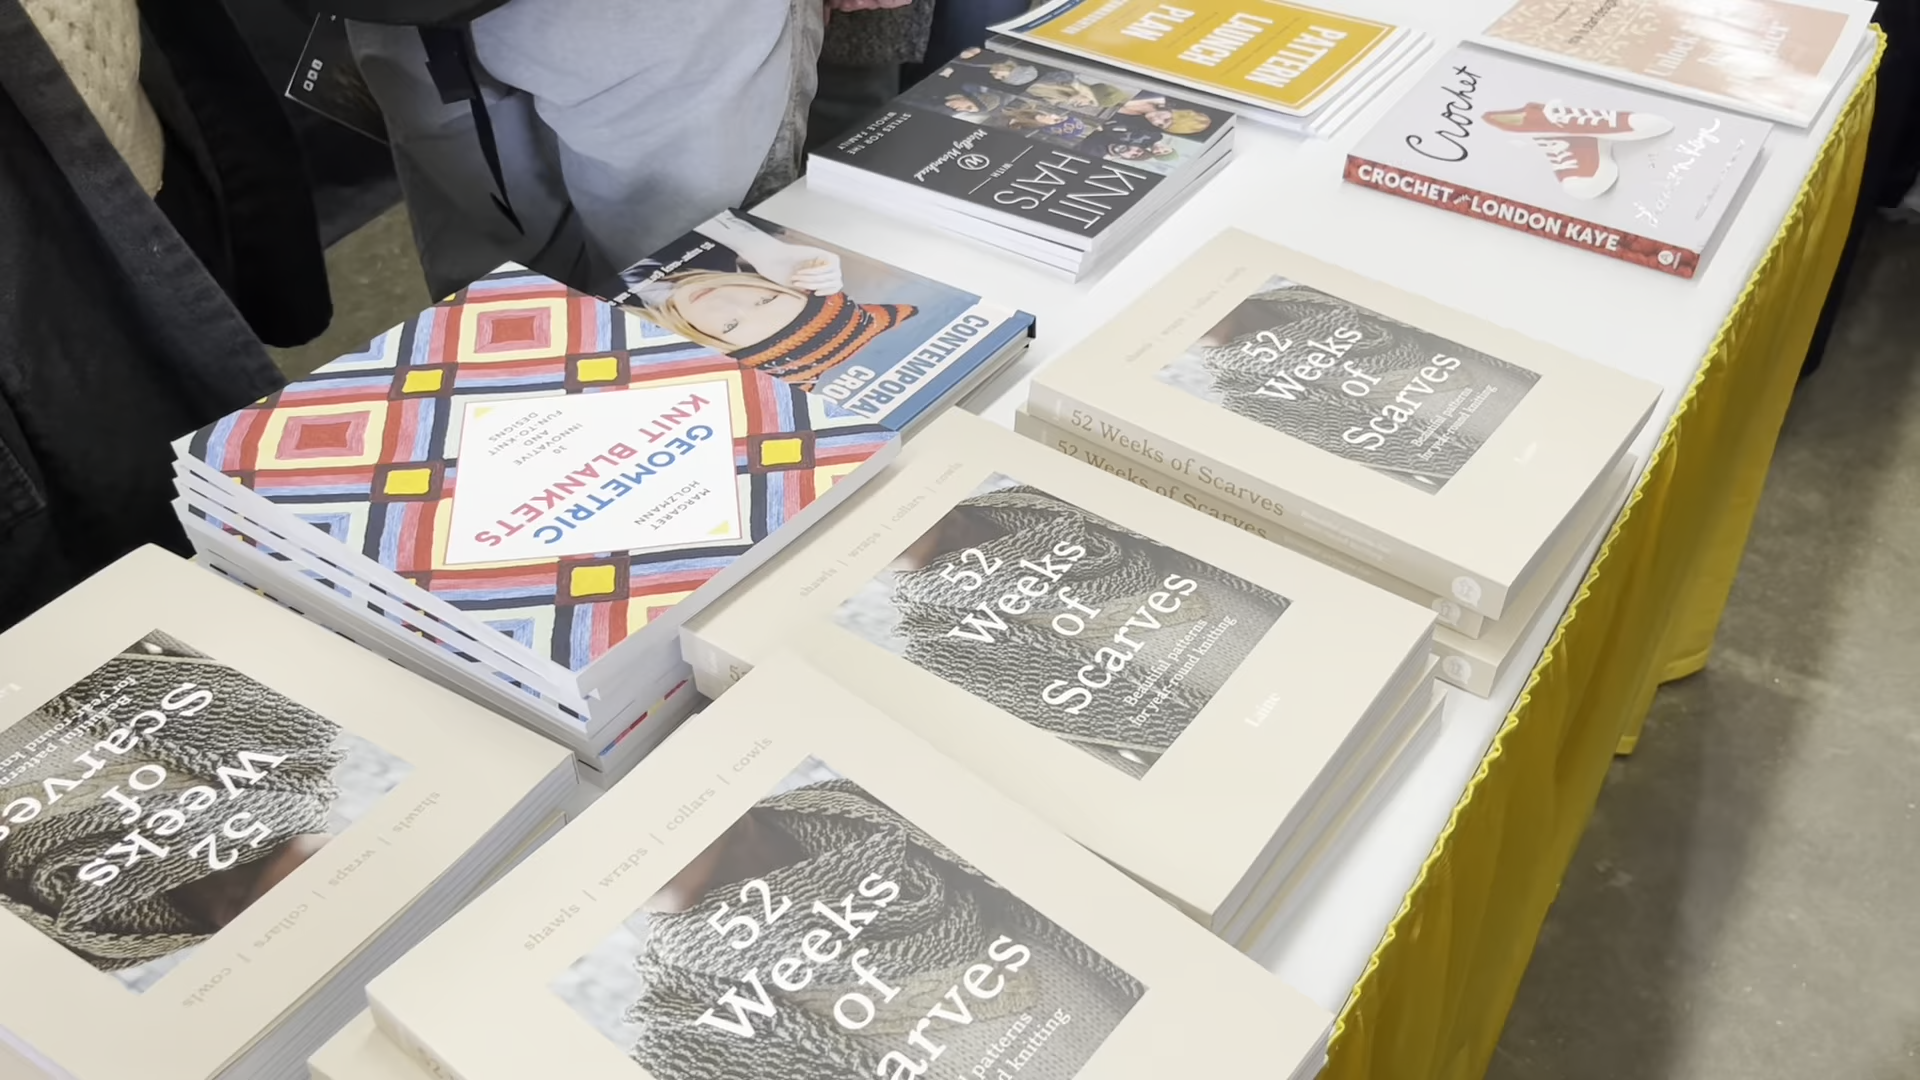 PATTERN
LAUNCH
PLAN
KNIT
HATS
WITH
Woolly Wormhead
W
STYLES FOR THE
WHOLE FAMILY
Crochet
CROCHET WITH LONDON KAYE
CONTEMPORA
CRO
GEOMETRIC
KNIT BLANKETS
30
INNOVATIVE
AND
FUN-TO-KNIT
DESIGNS
MARGARET
HOLZMANN
52
Weeks
of
Scarves
Beautiful patterns
for year-round knitting
Laine
52 Weeks of Scarves
52 Weeks of Scarves
shawls | wraps | collars | cowls
52
Weeks
of
Scarves
Beautiful patterns
for year-round knitting
Laine
52
Weeks
of
Scarves
Beautiful pattern
for year-round kn
shawls | wraps | collars | cowls
shawls | wraps | collars | cowls
52
Weeks
of
arves
patterns
d knitting